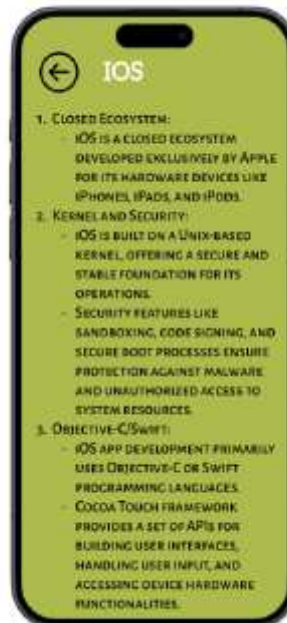 IOS
1. CLOSED ECOSYSTEM:
- IOS IS A CLOSED ECOSYSTEM
DEVELOPED EXCLUSIVELY BY APPLE
FOR ITS HARDWARE DEVICES LIKE
IPHONES, IPADS, AND IPODS.
2. KERNEL AND SECURITY:
- IOS IS BUILT ON A UNIX-BASED
KERNEL, OFFERING A SECURE AND
STABLE FOUNDATION FOR ITS
OPERATIONS.
- SECURITY FEATURES LIKE
SANDBOXING, CODE SIGNING, AND
SECURE BOOT PROCESSES ENSURE
PROTECTION AGAINST MALWARE
AND UNAUTHORIZED ACCESS TO
SYSTEM RESOURCES.
3. OBJECTIVE-C/SWIFT:
- IOS APP DEVELOPMENT PRIMARILY
USES OBJECTIVE-C OR SWIFT
PROGRAMMING LANGUAGES.
- COCOA TOUCH FRAMEWORK
PROVIDES A SET OF APIS FOR
BUILDING USER INTERFACES,
HANDLING USER INPUT, AND
ACCESSING DEVICE HARDWARE
FUNCTIONALITIES.